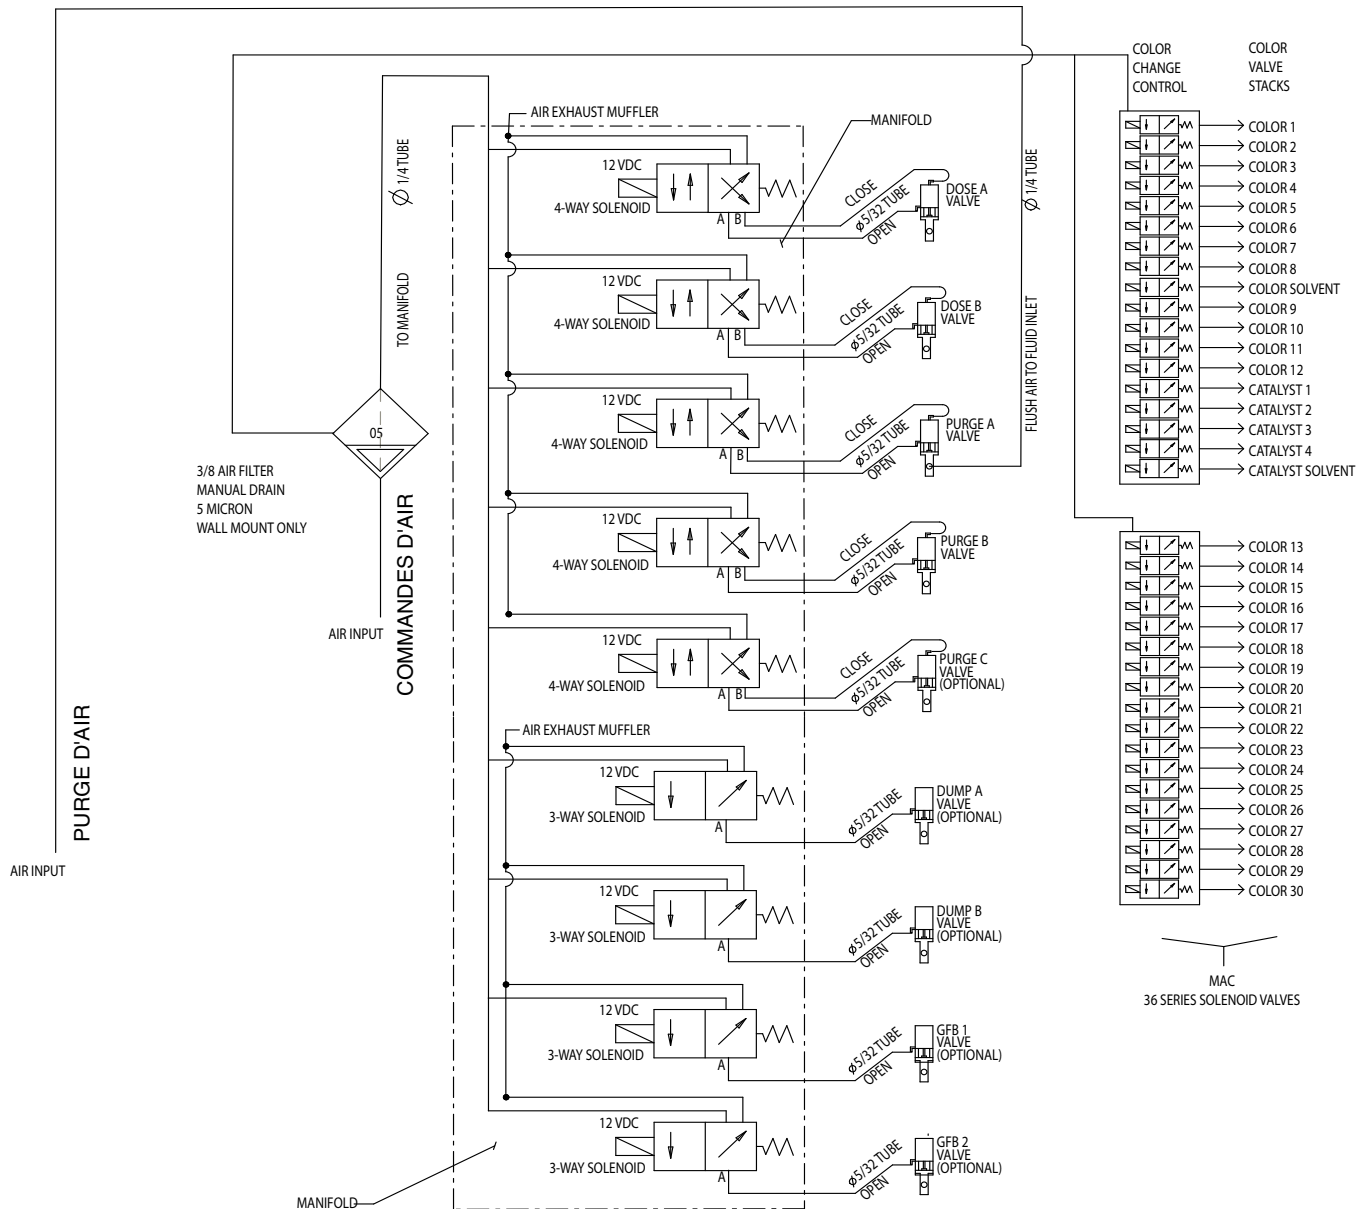 COLOR
CHANGE
CONTROL
COLOR
VALVE
STACKS
AIR EXHAUST MUFFLER
MANIFOLD
Ø 1/4 TUBE
TO MANIFOLD
12 VDC
4-WAY SOLENOID
A B
CLOSE
Ø5/32 TUBE
OPEN
DOSE A
VALVE
12 VDC
4-WAY SOLENOID
A B
CLOSE
Ø5/32 TUBE
OPEN
DOSE B
VALVE
12 VDC
4-WAY SOLENOID
A B
CLOSE
Ø5/32 TUBE
OPEN
PURGE A
VALVE
12 VDC
4-WAY SOLENOID
A B
CLOSE
Ø5/32 TUBE
OPEN
PURGE B
VALVE
12 VDC
4-WAY SOLENOID
A B
CLOSE
Ø5/32 TUBE
OPEN
PURGE C
VALVE
(OPTIONAL)
Ø 1/4 TUBE
FLUSH AIR TO FLUID INLET
05
3/8 AIR FILTER
MANUAL DRAIN
5 MICRON
WALL MOUNT ONLY
COMMANDES D'AIR
AIR INPUT
PURGE D'AIR
AIR INPUT
AIR EXHAUST MUFFLER
12 VDC
3-WAY SOLENOID
A
Ø5/32 TUBE
OPEN
DUMP A
VALVE
(OPTIONAL)
12 VDC
3-WAY SOLENOID
A
Ø5/32 TUBE
OPEN
DUMP B
VALVE
(OPTIONAL)
12 VDC
3-WAY SOLENOID
A
Ø5/32 TUBE
OPEN
GFB 1
VALVE
(OPTIONAL)
12 VDC
3-WAY SOLENOID
A
Ø5/32 TUBE
OPEN
GFB 2
VALVE
(OPTIONAL)
MANIFOLD
COLOR 1
COLOR 2
COLOR 3
COLOR 4
COLOR 5
COLOR 6
COLOR 7
COLOR 8
COLOR SOLVENT
COLOR 9
COLOR 10
COLOR 11
COLOR 12
CATALYST 1
CATALYST 2
CATALYST 3
CATALYST 4
CATALYST SOLVENT
COLOR 13
COLOR 14
COLOR 15
COLOR 16
COLOR 17
COLOR 18
COLOR 19
COLOR 20
COLOR 21
COLOR 22
COLOR 23
COLOR 24
COLOR 25
COLOR 26
COLOR 27
COLOR 28
COLOR 29
COLOR 30
MAC
36 SERIES SOLENOID VALVES